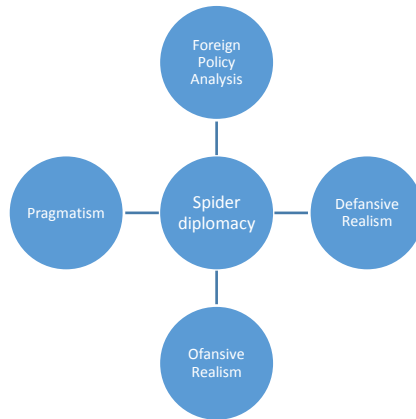 Foreign
Policy
Analysis
Pragmatism
Spider
diplomacy
Defansive
Realism
Ofansive
Realism